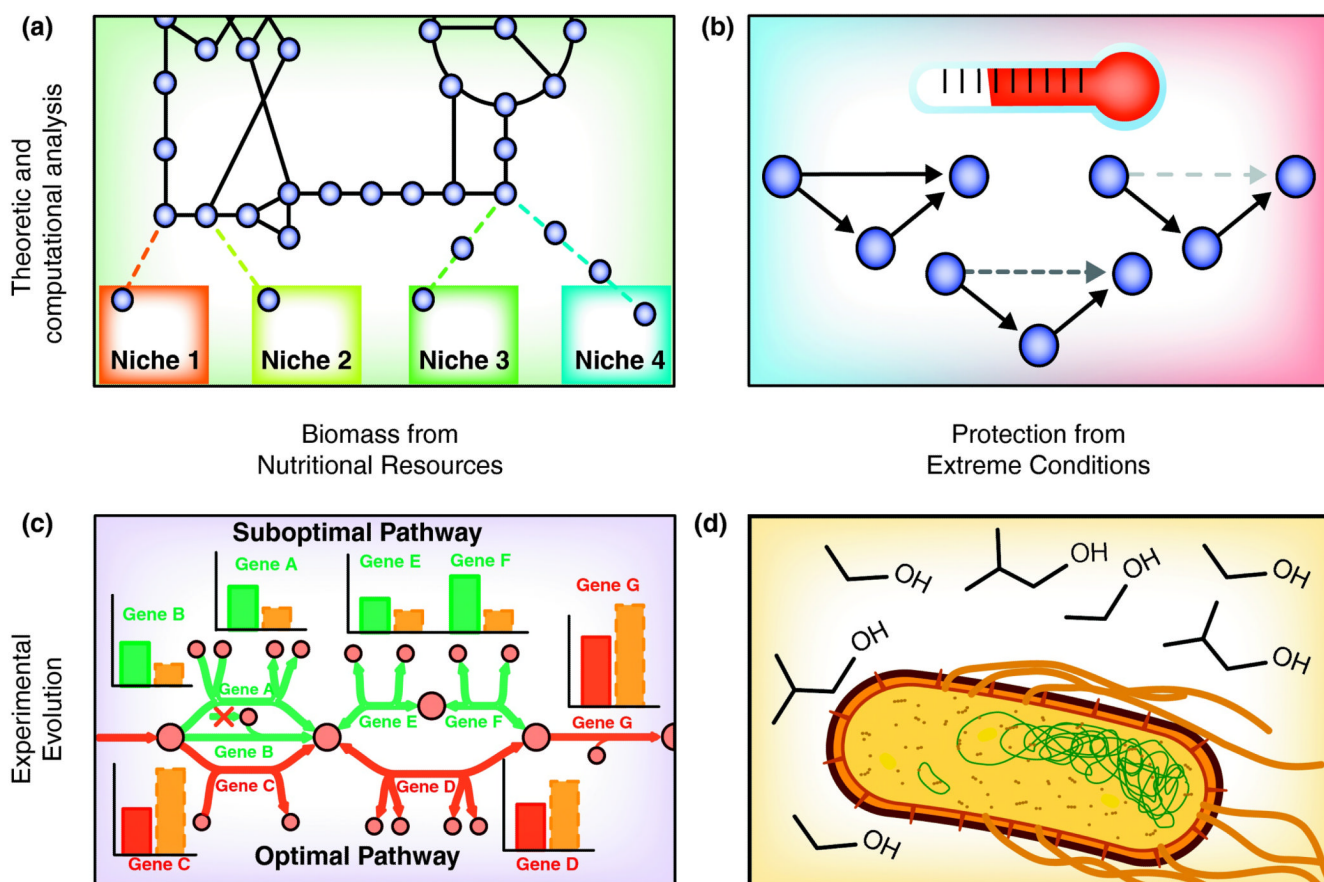 (a)
(b)
Theoretic and
computational analysis
Niche 1
Niche 2
Niche 3
Niche 4
Biomass from
Nutritional Resources
Protection from
Extreme Conditions
(c)
(d)
Experimental
Evolution
Suboptimal Pathway
Gene A
Gene E
Gene F
Gene G
Gene B
Gene A
Gene E
Gene F
Gene G
Gene B
Gene C
Gene D
Gene C
Optimal Pathway
Gene D
OH
OH
OH
OH
OH
OH
OH